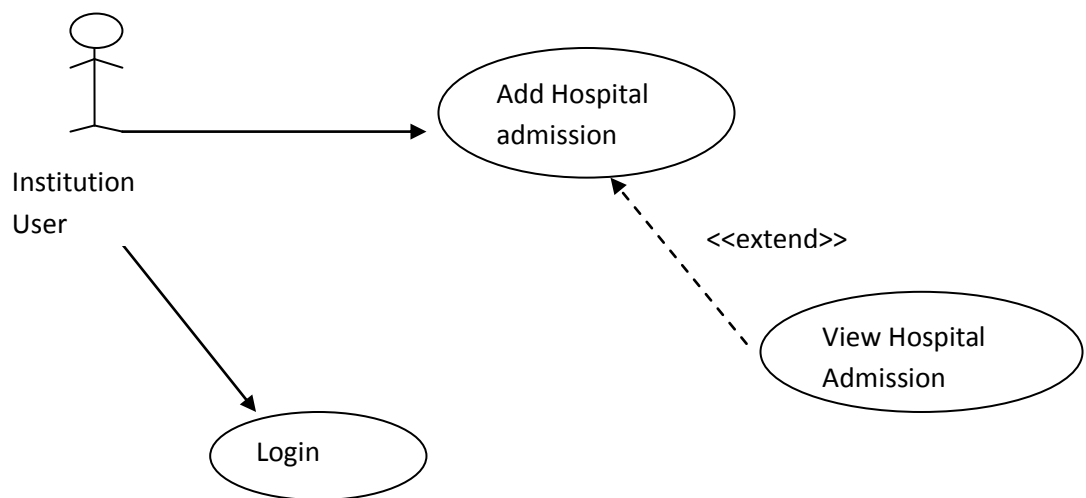 Add Hospital
admission
Institution
User
<<extend>>
View Hospital
Admission
Login